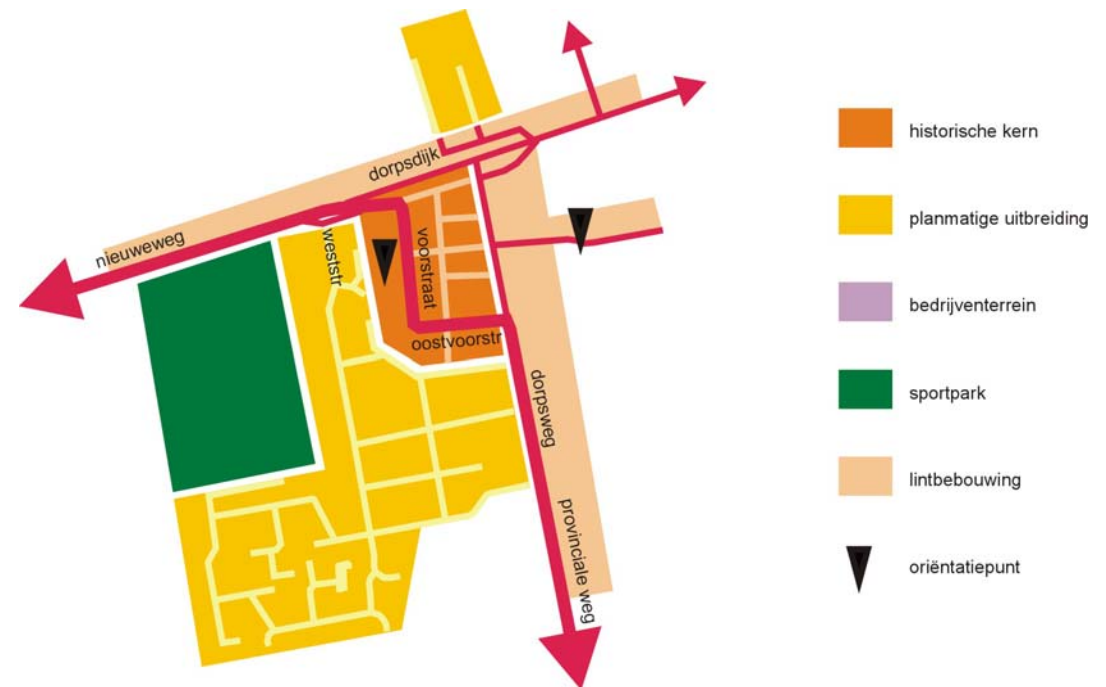 dorpsdijk
nieuweweg
weststr
voorstraat
oostvoorstr
dorpsweg
provinciale weg
historische kern
planmatige uitbreiding
bedrijventerrein
sportpark
lintbebouwing
oriëntatiepunt